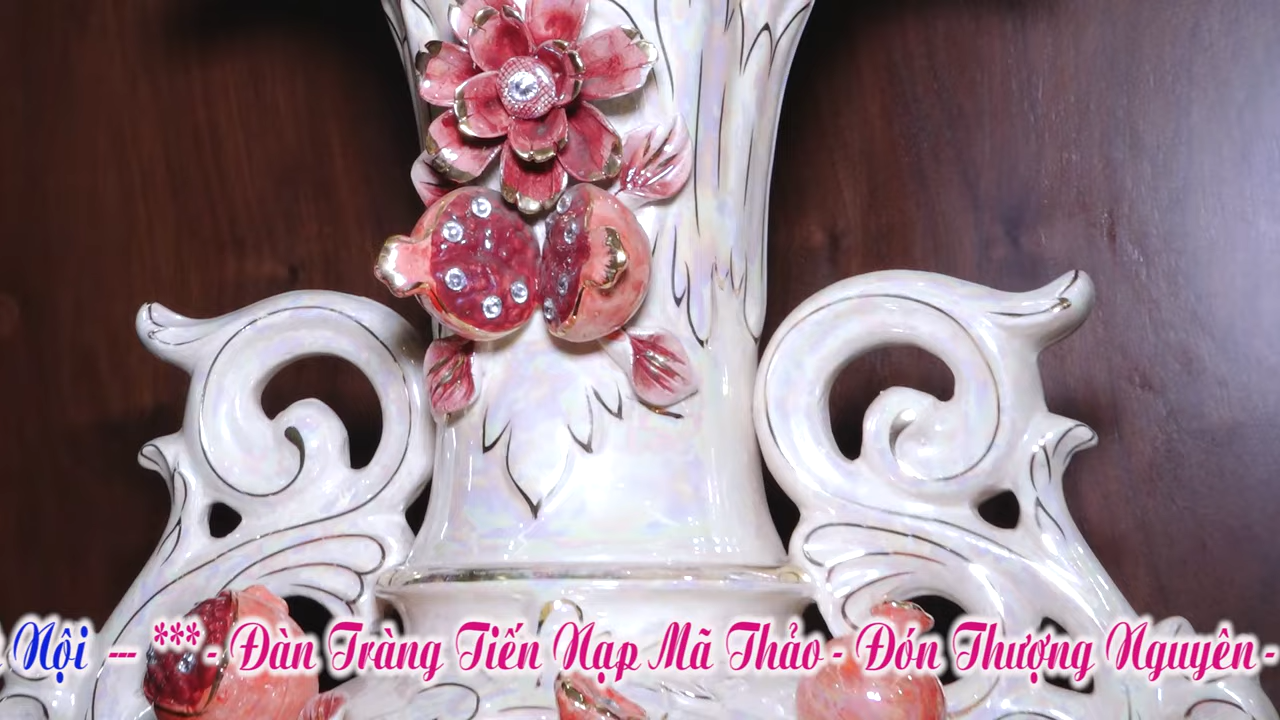 Nội --- *** - Đàn Tràng Tiến Nạp Mã Thảo - Đón Thượng Nguyên -